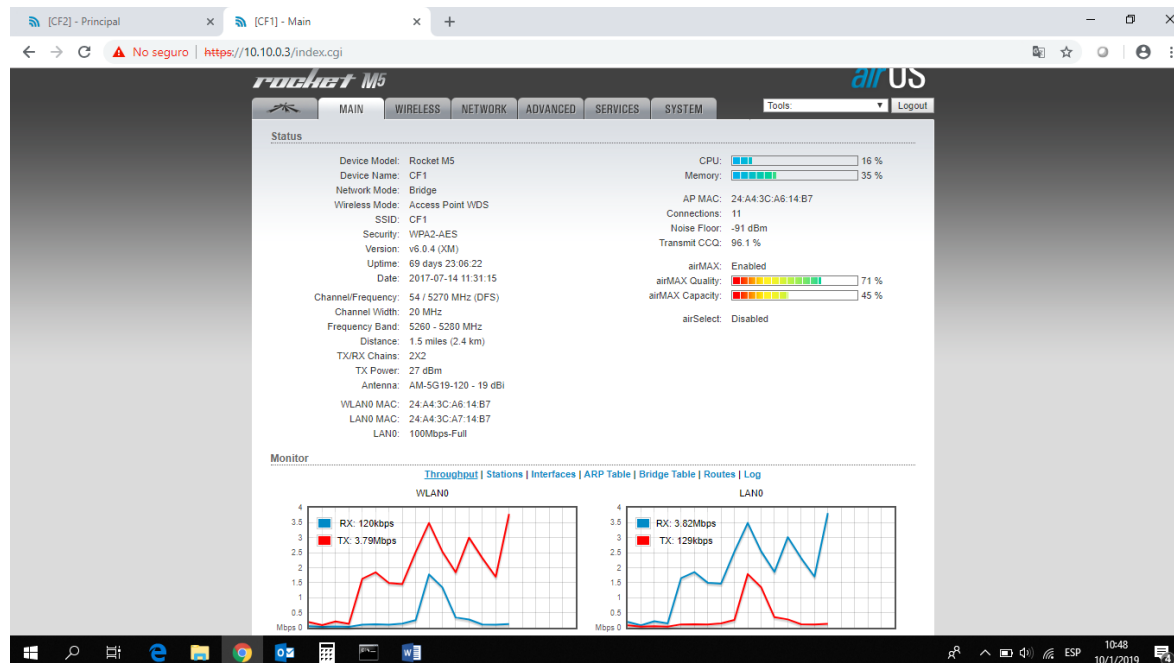 [CF2] - Principal
[CF1] - Main
No seguro | https://10.10.0.3/index.cgi
rocket M5
airOS
MAIN WIRELESS NETWORK ADVANCED SERVICES SYSTEM Tools: Logout
Status
Device Model: Rocket M5
Device Name: CF1
Network Mode: Bridge
Wireless Mode: Access Point WDS
SSID: CF1
Security: WPA2-AES
Version: v6.0.4 (XM)
Uptime: 69 days 23:06:22
Date: 2017-07-14 11:31:15
Channel/Frequency: 54 / 5270 MHz (DFS)
Channel Width: 20 MHz
Frequency Band: 5260 - 5280 MHz
Distance: 1.5 miles (2.4 km)
TX/RX Chains: 2X2
TX Power: 27 dBm
Antenna: AM-5G19-120 - 19 dBi
WLAN0 MAC: 24:A4:3C:A6:14:B7
LAN0 MAC: 24:A4:3C:A7:14:B7
LAN0: 100Mbps-Full
CPU: 16 %
Memory: 35 %
AP MAC: 24:A4:3C:A6:14:B7
Connections: 11
Noise Floor: -91 dBm
Transmit CCQ: 96.1 %
airMAX: Enabled
airMAX Quality: 71 %
airMAX Capacity: 45 %
airSelect: Disabled
Monitor
Throughput | Stations | Interfaces | ARP Table | Bridge Table | Routes | Log
WLAN0
4
3.5
3
2.5
2
1.5
1
0.5
Mbps 0
RX: 120kbps
TX: 3.79Mbps
LAN0
4
3.5
3
2.5
2
1.5
1
0.5
Mbps 0
RX: 3.82Mbps
TX: 129kbps
ESP
10:48
10/1/2019